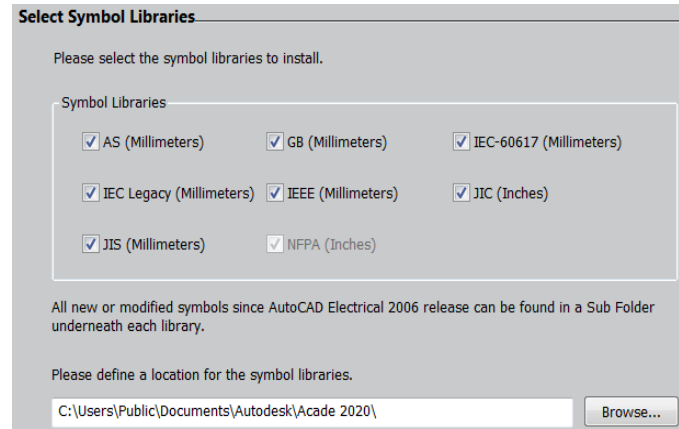 Select Symbol Libraries
Please select the symbol libraries to install.
Symbol Libraries
AS (Millimeters) GB (Millimeters) IEC-60617 (Millimeters)
IEC Legacy (Millimeters) IEEE (Millimeters) JIC (Inches)
JIS (Millimeters) NFPA (Inches)
All new or modified symbols since AutoCAD Electrical 2006 release can be found in a Sub Folder
underneath each library.
Please define a location for the symbol libraries.
C:\Users\Public\Documents\Autodesk\Acade 2020\ Browse...